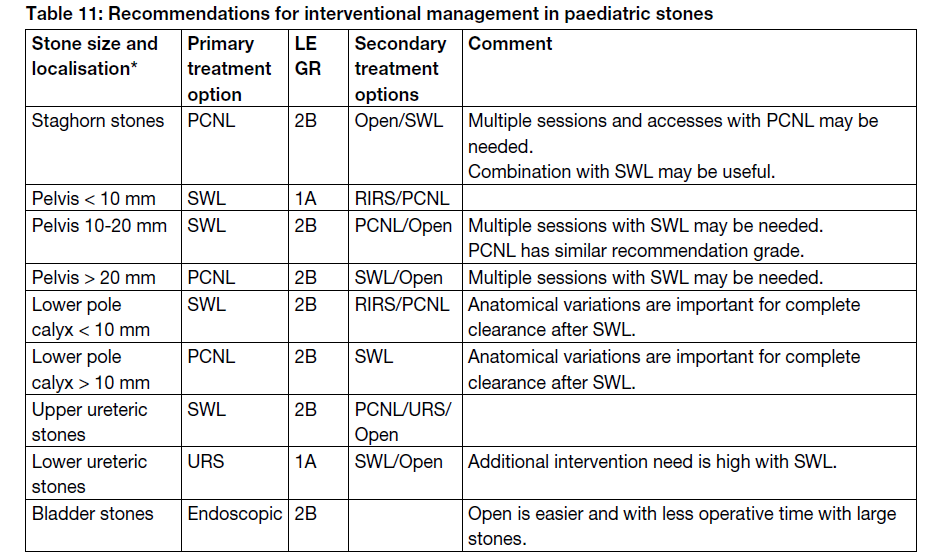 Table 11: Recommendations for interventional management in paediatric stones
Stone size and localisation* | Primary treatment option | LE GR | Secondary treatment options | Comment
Staghorn stones | PCNL | 2B | Open/SWL | Multiple sessions and accesses with PCNL may be needed. Combination with SWL may be useful.
Pelvis < 10 mm | SWL | 1A | RIRS/PCNL |
Pelvis 10-20 mm | SWL | 2B | PCNL/Open | Multiple sessions with SWL may be needed. PCNL has similar recommendation grade.
Pelvis > 20 mm | PCNL | 2B | SWL/Open | Multiple sessions with SWL may be needed.
Lower pole calyx < 10 mm | SWL | 2B | RIRS/PCNL | Anatomical variations are important for complete clearance after SWL.
Lower pole calyx > 10 mm | PCNL | 2B | SWL | Anatomical variations are important for complete clearance after SWL.
Upper ureteric stones | SWL | 2B | PCNL/URS/Open |
Lower ureteric stones | URS | 1A | SWL/Open | Additional intervention need is high with SWL.
Bladder stones | Endoscopic | 2B | | Open is easier and with less operative time with large stones.